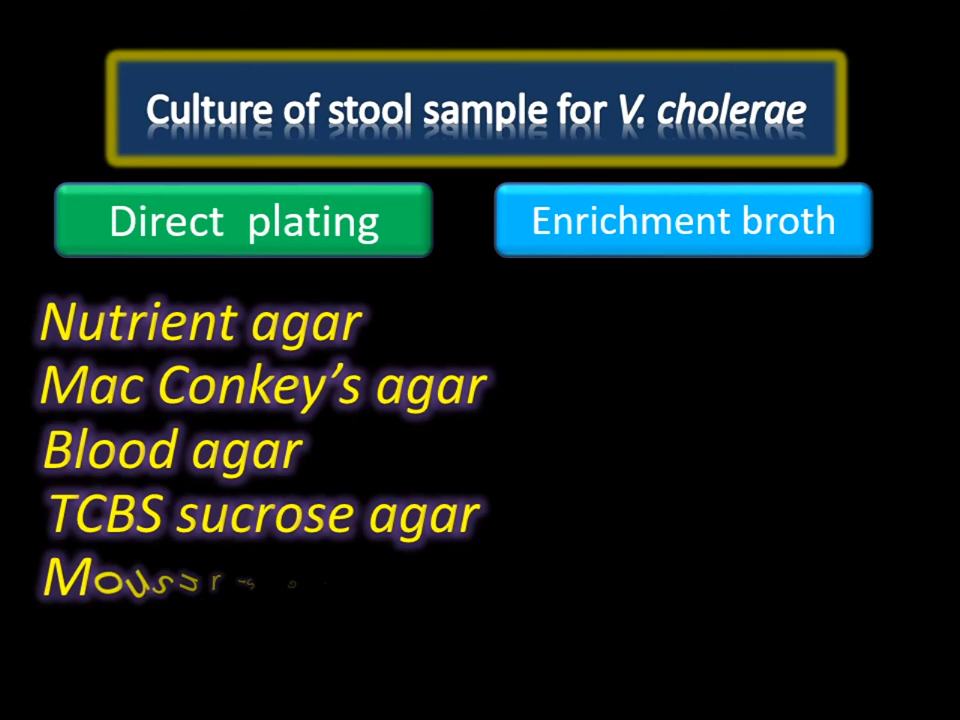 Culture of stool sample for V. cholerae
Direct plating
Enrichment broth
Nutrient agar
Mac Conkey’s agar
Blood agar
TCBS sucrose agar